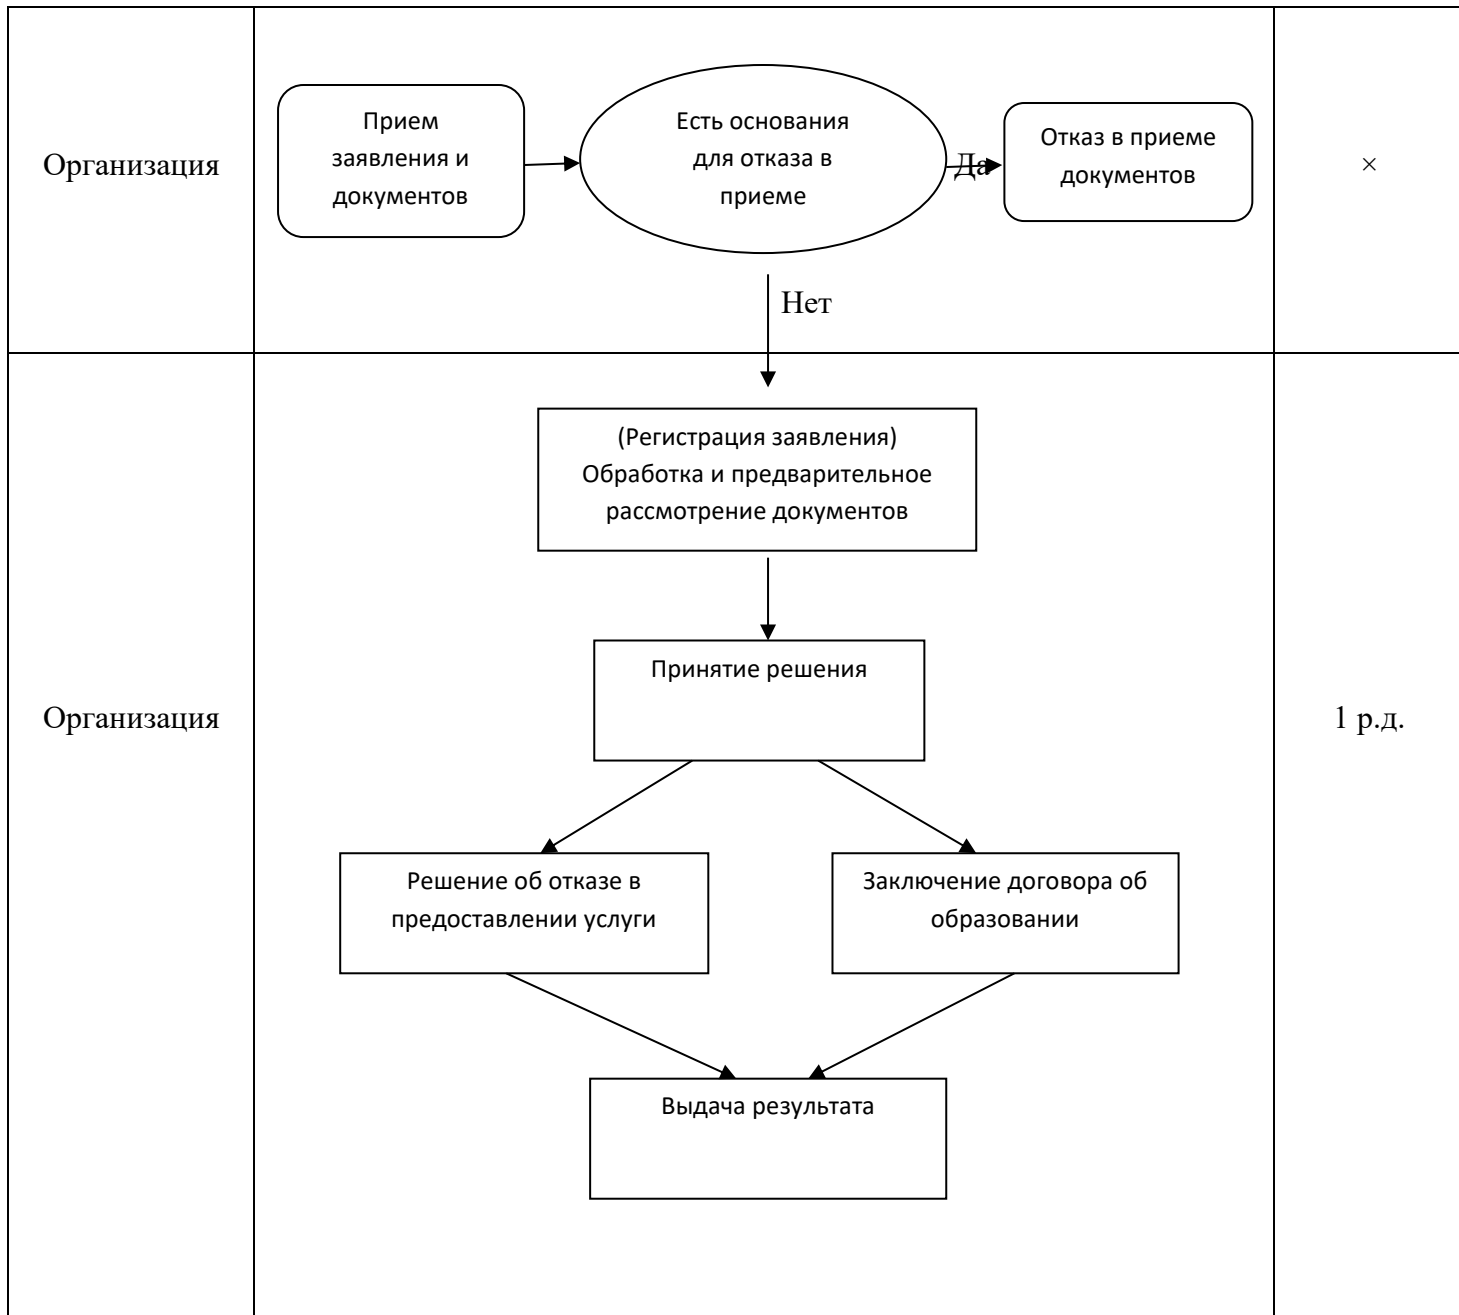 Организация
Прием
заявления и
документов
Есть основания
для отказа в
приеме
Да
Отказ в приеме
документов
×
Нет
Организация
(Регистрация заявления)
Обработка и предварительное
рассмотрение документов
Принятие решения
1 р.д.
Решение об отказе в
предоставлении услуги
Заключение договора об
образовании
Выдача результата